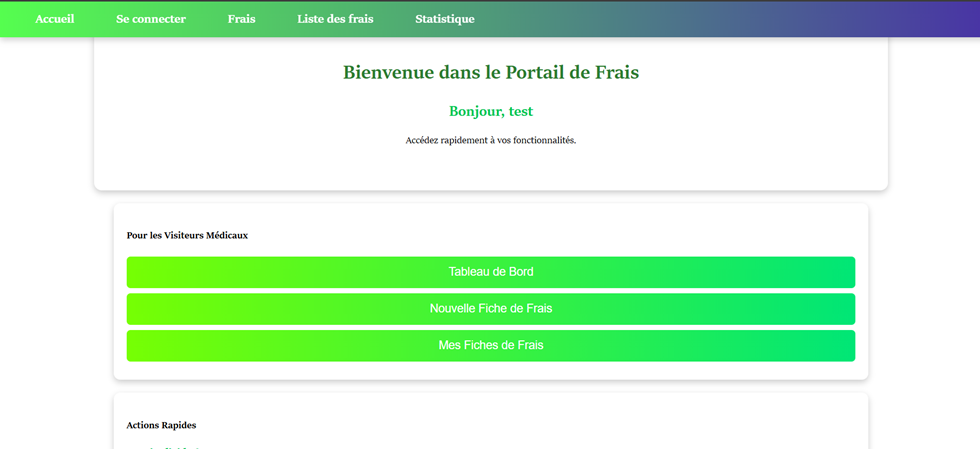 Accueil Se connecter Frais Liste des frais Statistique
Bienvenue dans le Portail de Frais
Bonjour, test
Accédez rapidement à vos fonctionnalités.
Pour les Visiteurs Médicaux
Tableau de Bord
Nouvelle Fiche de Frais
Mes Fiches de Frais
Actions Rapides